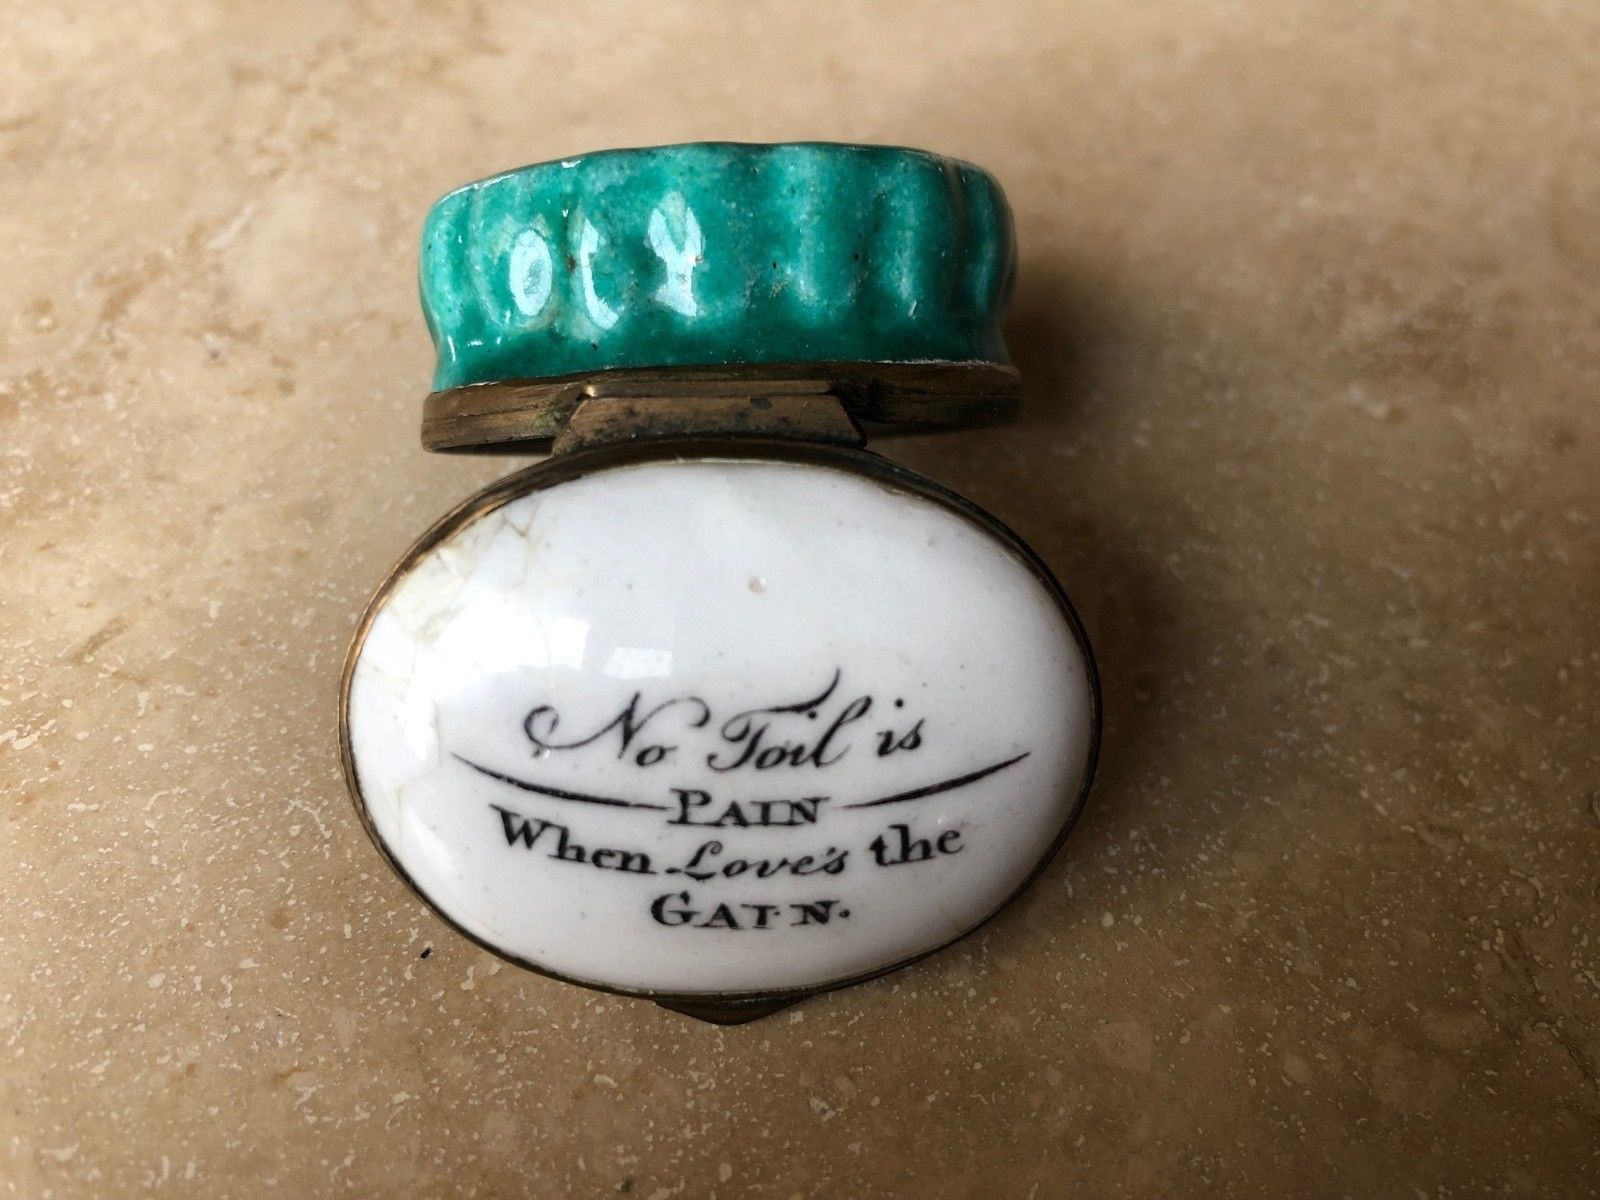 No Toil is
PAIN
When Love's the
GAIN.